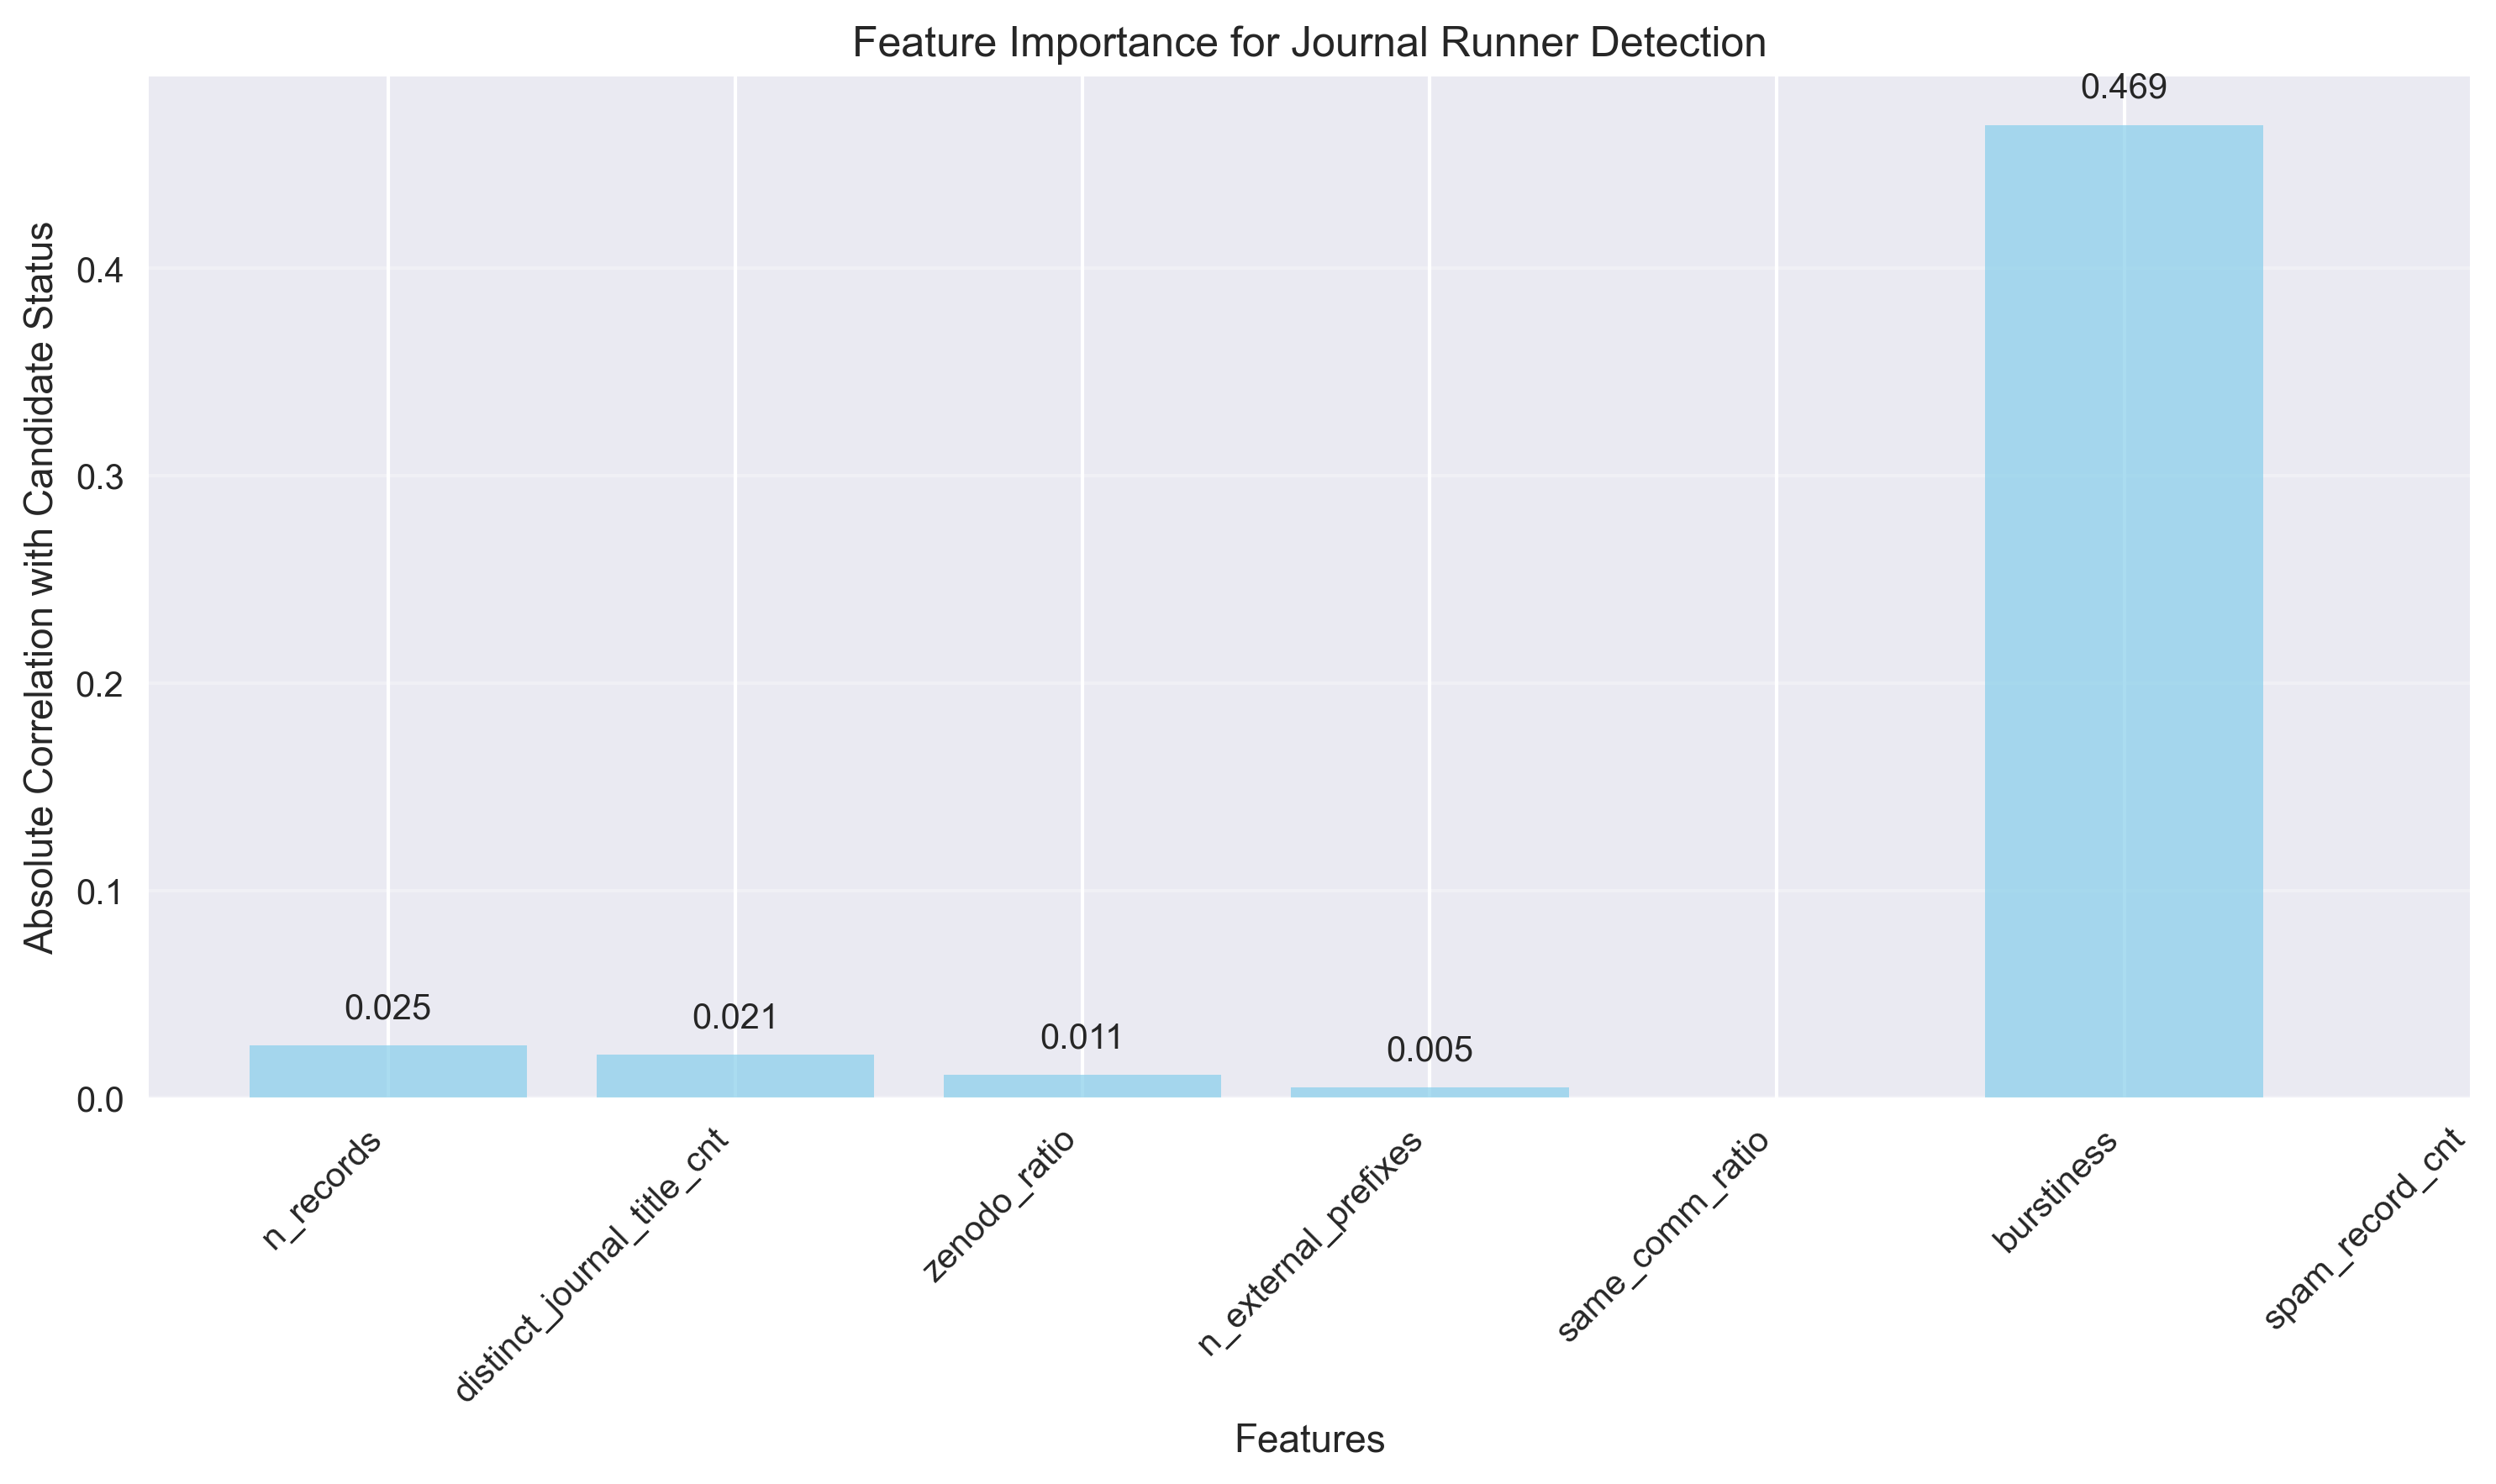 Feature Importance for Journal Runner Detection
Absolute Correlation with Candidate Status
0.4
0.3
0.2
0.1
0.0
0.025
0.021
0.011
0.005
0.469
n_records
distinct_journal_title_cnt
zenodo_ratio
n_external_prefixes
same_comm_ratio
burstiness
spam_record_cnt
Features